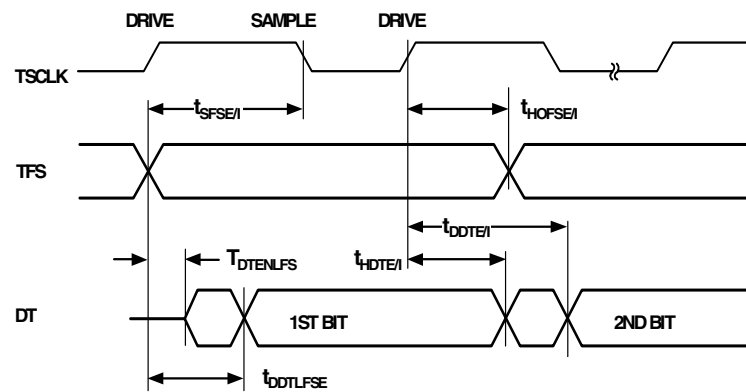 DRIVE SAMPLE DRIVE
TSCLK
tSFSE/I tHOFSE/I
TFS
tDDTE/I
TDTENLFS tHDTE/I
DT 1ST BIT 2ND BIT
tDDTLFSE